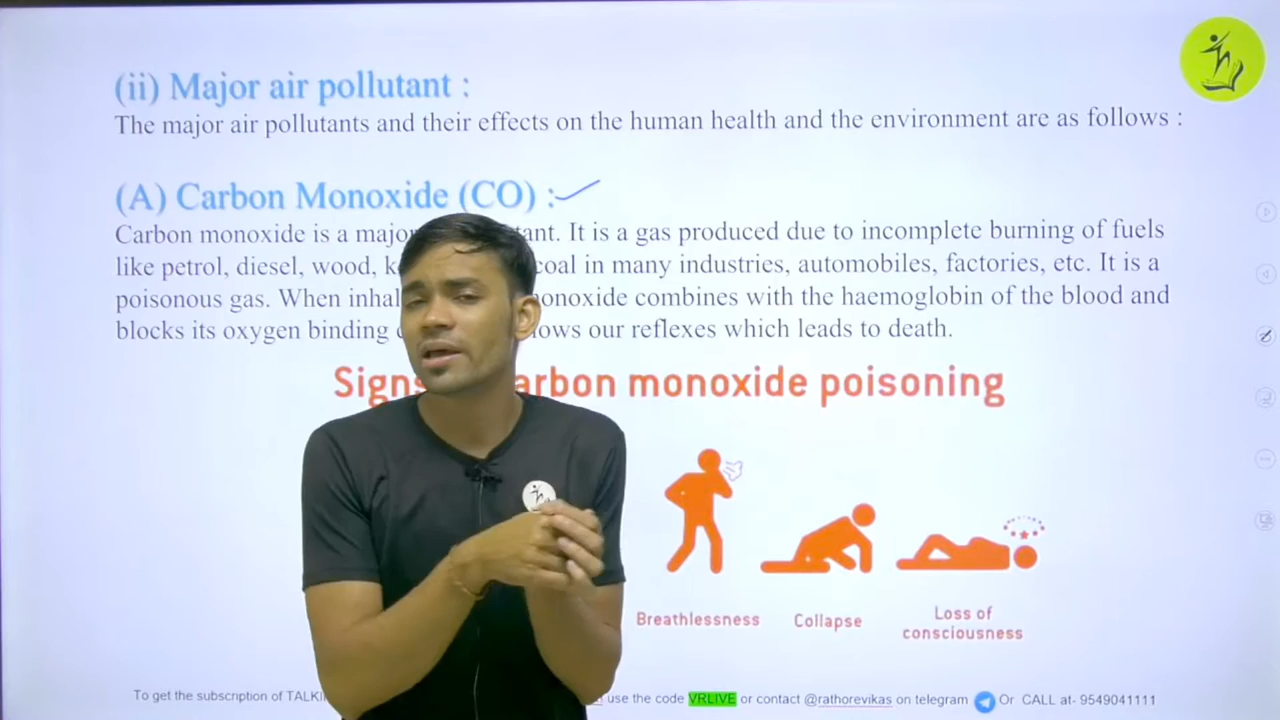 (ii) Major air pollutant :
The major air pollutants and their effects on the human health and the environment are as follows :
(A) Carbon Monoxide (CO) :
Carbon monoxide is a major tant. It is a gas produced due to incomplete burning of fuels
like petrol, diesel, wood, k coal in many industries, automobiles, factories, etc. It is a
poisonous gas. When inhal onoxide combines with the haemoglobin of the blood and
blocks its oxygen binding lows our reflexes which leads to death.
Signs arbon monoxide poisoning
Breathlessness
Collapse
Loss of
consciousness
To get the subscription of TALKI use the code VRLIVE or contact @rathorevikas on telegram Or CALL at- 9549041111